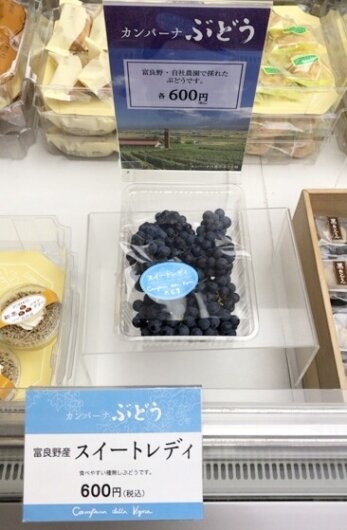 カンパーナ ぶどう
富良野・自社農園で採れた
ぶどうです。
各 600円(税込)
スイートレディ
カンパーナ ぶどう
富良野産 スイートレディ
食べやすい種無しぶどうです。
600円(税込)
Campana della Vigna